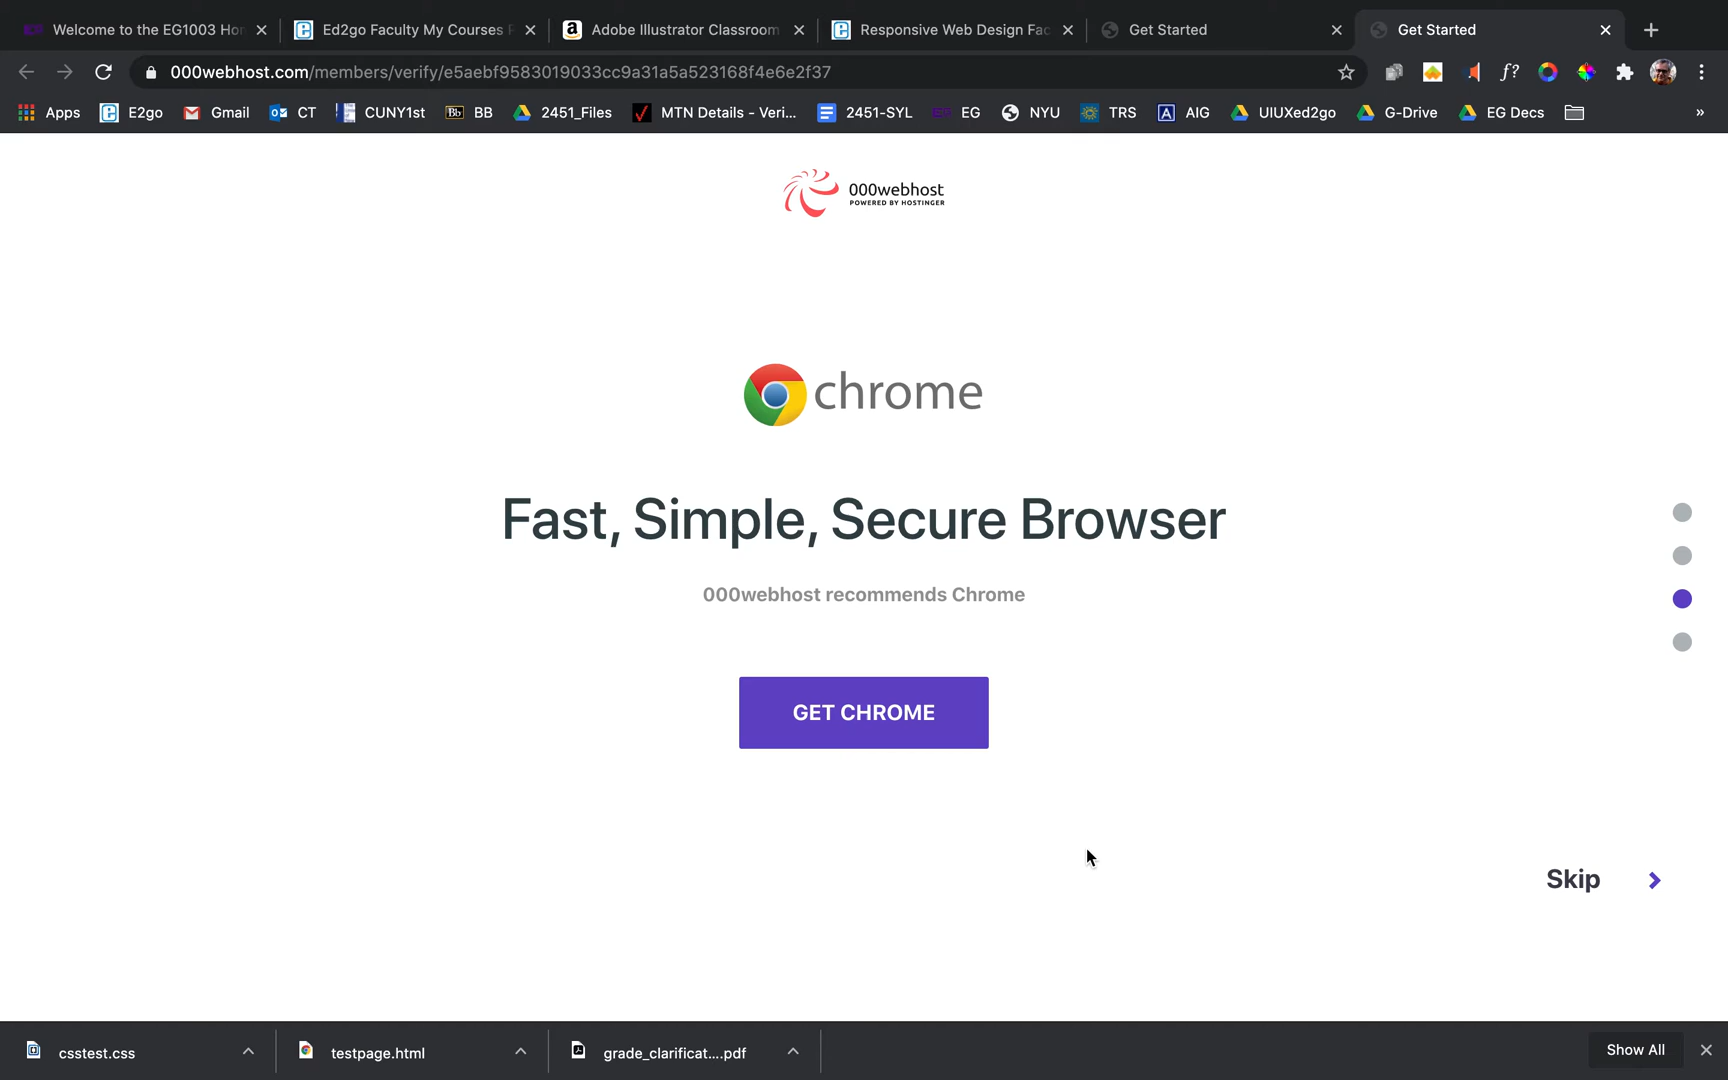 Welcome to the EG1003 Hor
Ed2go Faculty My Courses
Adobe Illustrator Classroom
Responsive Web Design Fac
Get Started
Get Started
000webhost.com/members/verify/e5aebf9583019033cc9a31a5a523168f4e6e2f37
f?
Apps
E2go
Gmail
CT
CUNY1st
Bb BB
2451_Files
MTN Details - Veri...
2451-SYL
EG
NYU
TRS
AIG
UIUXed2go
G-Drive
EG Decs
»
000webhost
POWERED BY HOSTINGER
chrome
Fast, Simple, Secure Browser
000webhost recommends Chrome
GET CHROME
Skip
csstest.css
testpage.html
grade_clarificat....pdf
Show All